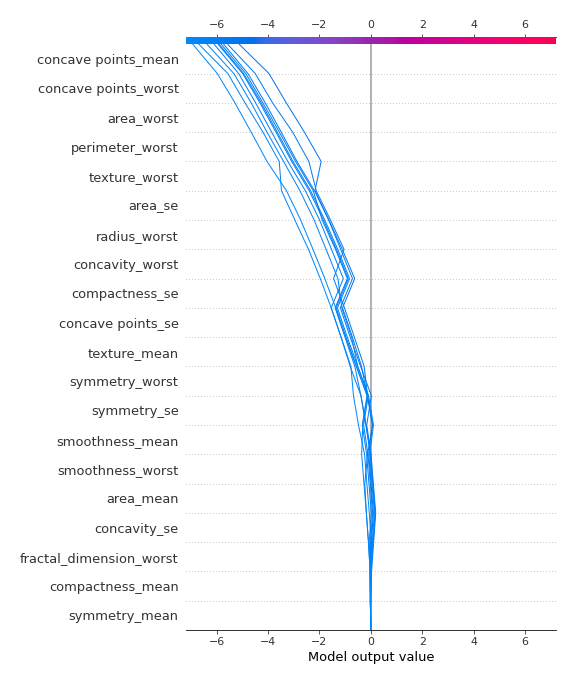 −6 −4 −2 0 2 4 6
concave points_mean
concave points_worst
area_worst
perimeter_worst
texture_worst
area_se
radius_worst
concavity_worst
compactness_se
concave points_se
texture_mean
symmetry_worst
symmetry_se
smoothness_mean
smoothness_worst
area_mean
concavity_se
fractal_dimension_worst
compactness_mean
symmetry_mean
−6 −4 −2 0 2 4 6
Model output value